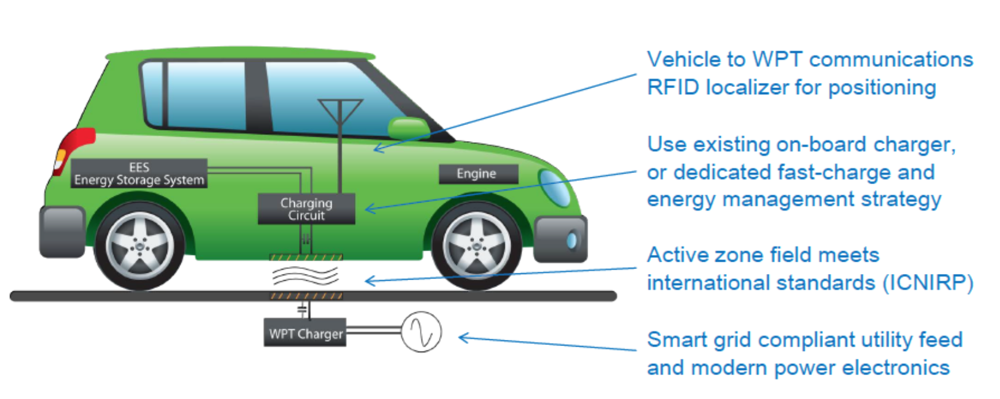 Vehicle to WPT communications
RFID localizer for positioning
Use existing on-board charger,
or dedicated fast-charge and
energy management strategy
Active zone field meets
international standards (ICNIRP)
Smart grid compliant utility feed
and modern power electronics
EES
Energy Storage System
Engine
Charging
Circuit
WPT Charger